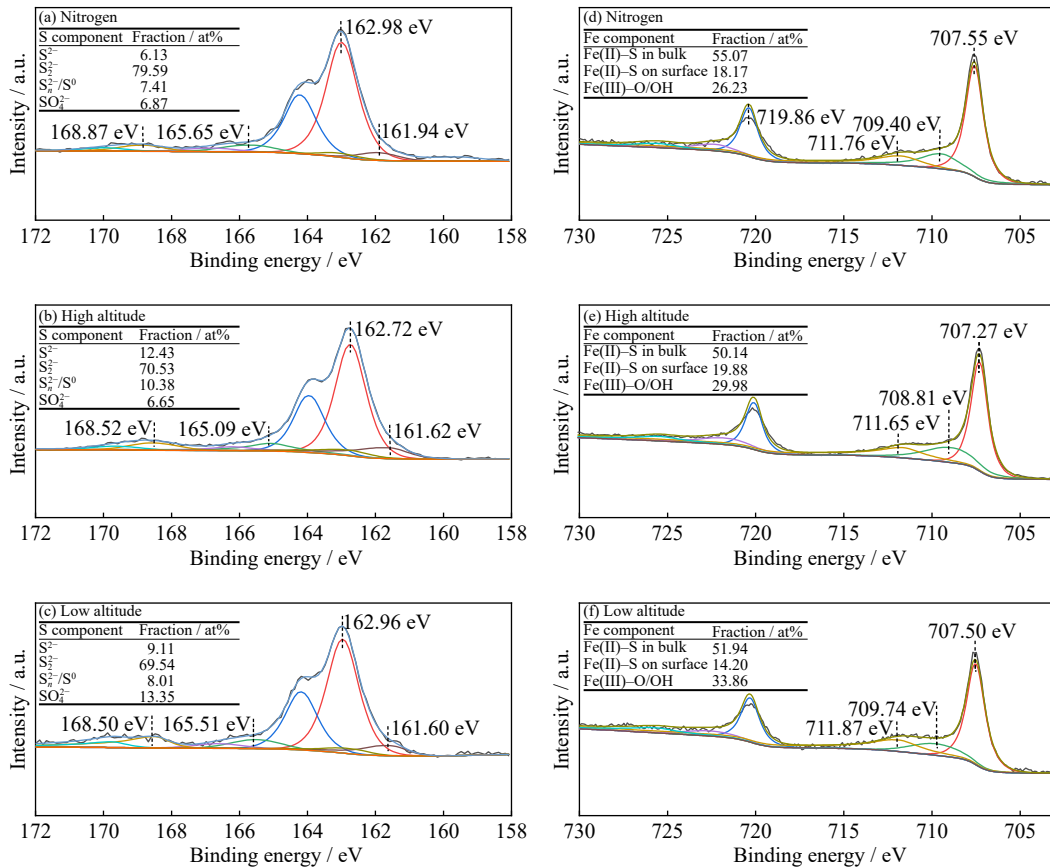 (a) Nitrogen
S component Fraction / at%
S²⁻ 6.13
S₂²⁻ 79.59
Sₙ²⁻/S⁰ 7.41
SO₄²⁻ 6.87
162.98 eV
168.87 eV 165.65 eV 161.94 eV
Intensity / a.u.
172 170 168 166 164 162 160 158
Binding energy / eV
(d) Nitrogen
Fe component Fraction / at%
Fe(II)–S in bulk 55.07
Fe(II)–S on surface 18.17
Fe(III)–O/OH 26.23
707.55 eV
719.86 eV 709.40 eV
711.76 eV
Intensity / a.u.
730 725 720 715 710 705
Binding energy / eV
(b) High altitude
S component Fraction / at%
S²⁻ 12.43
S₂²⁻ 70.53
Sₙ²⁻/S⁰ 10.38
SO₄²⁻ 6.65
162.72 eV
168.52 eV 165.09 eV 161.62 eV
Intensity / a.u.
172 170 168 166 164 162 160 158
Binding energy / eV
(e) High altitude
Fe component Fraction / at%
Fe(II)–S in bulk 50.14
Fe(II)–S on surface 19.88
Fe(III)–O/OH 29.98
707.27 eV
708.81 eV
711.65 eV
Intensity / a.u.
730 725 720 715 710 705
Binding energy / eV
(c) Low altitude
S component Fraction / at%
S²⁻ 9.11
S₂²⁻ 69.54
Sₙ²⁻/S⁰ 8.01
SO₄²⁻ 13.35
162.96 eV
168.50 eV 165.51 eV 161.60 eV
Intensity / a.u.
172 170 168 166 164 162 160 158
Binding energy / eV
(f) Low altitude
Fe component Fraction / at%
Fe(II)–S in bulk 51.94
Fe(II)–S on surface 14.20
Fe(III)–O/OH 33.86
707.50 eV
709.74 eV
711.87 eV
Intensity / a.u.
730 725 720 715 710 705
Binding energy / eV